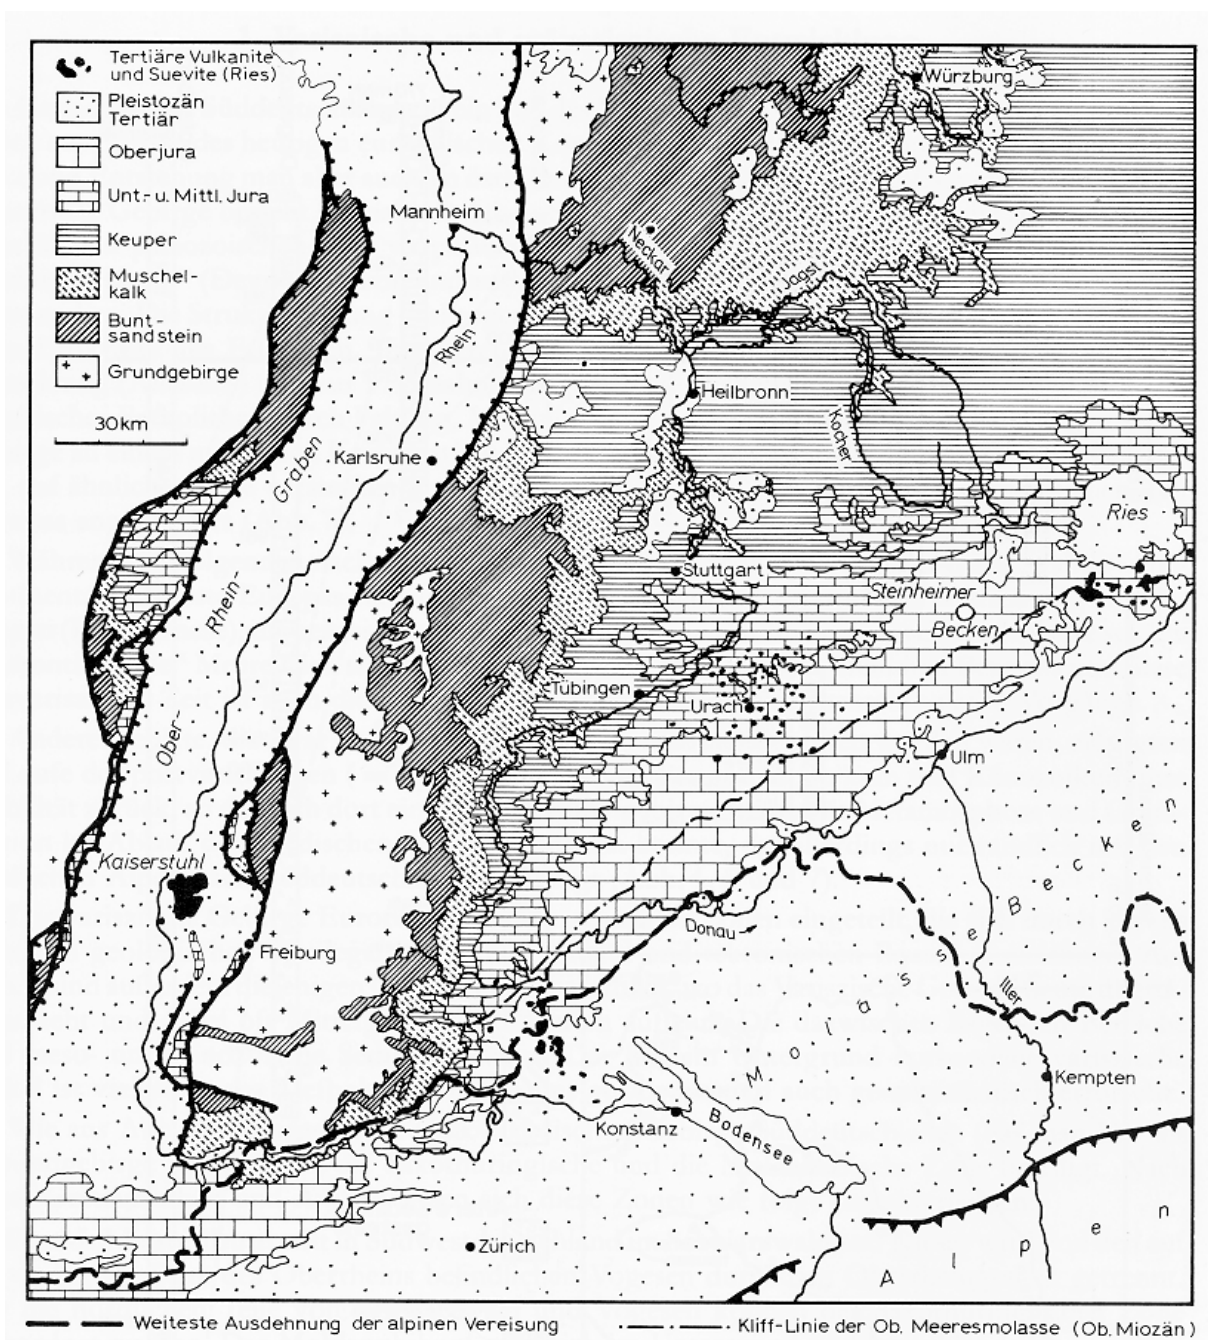 Tertiäre Vulkanite
und Suevite (Ries)
Pleistozän
Tertiär
Oberjura
Unt.- u. Mittl. Jura
Keuper
Muschel-
kalk
Bunt-
sandstein
Grundgebirge
30 km
Würzburg
Mannheim
Neckar
Jagst
Rhein
Heilbronn
Kocher
Karlsruhe
Graben
Ries
Stuttgart
Steinheimer
Becken
Rhein
Tübingen
Urach
Ober-
Ulm
Kaiserstuhl
Becken
Freiburg
Donau
Iller
Molasse
Kempten
Konstanz
Bodensee
Zürich
Alpen
Weiteste Ausdehnung der alpinen Vereisung
Kliff-Linie der Ob. Meeresmolasse (Ob. Miozän)